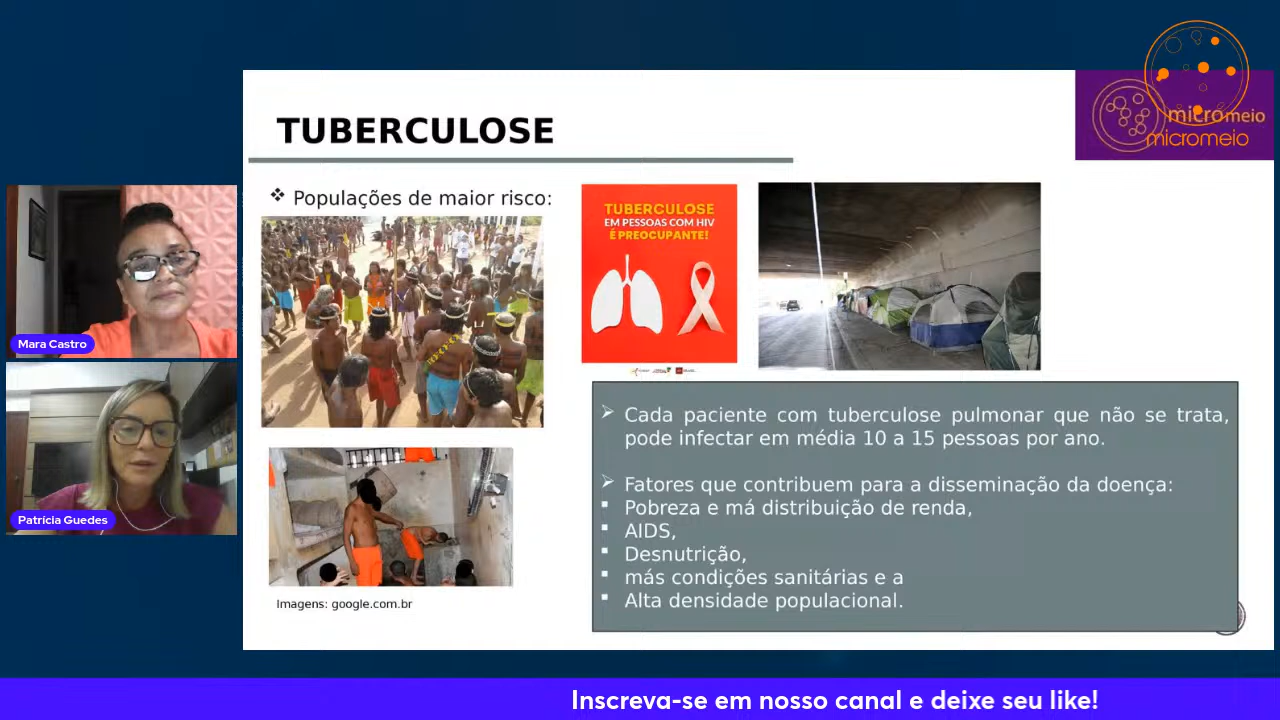 micromeio
micromeio
TUBERCULOSE
❖ Populações de maior risco:
TUBERCULOSE
EM PESSOAS COM HIV
É PREOCUPANTE!
Mara Castro
Patrícia Guedes
➢ Cada paciente com tuberculose pulmonar que não se trata,
pode infectar em média 10 a 15 pessoas por ano.
➢ Fatores que contribuem para a disseminação da doença:
▪ Pobreza e má distribuição de renda,
▪ AIDS,
▪ Desnutrição,
▪ más condições sanitárias e a
▪ Alta densidade populacional.
Imagens: google.com.br
Inscreva-se em nosso canal e deixe seu like!